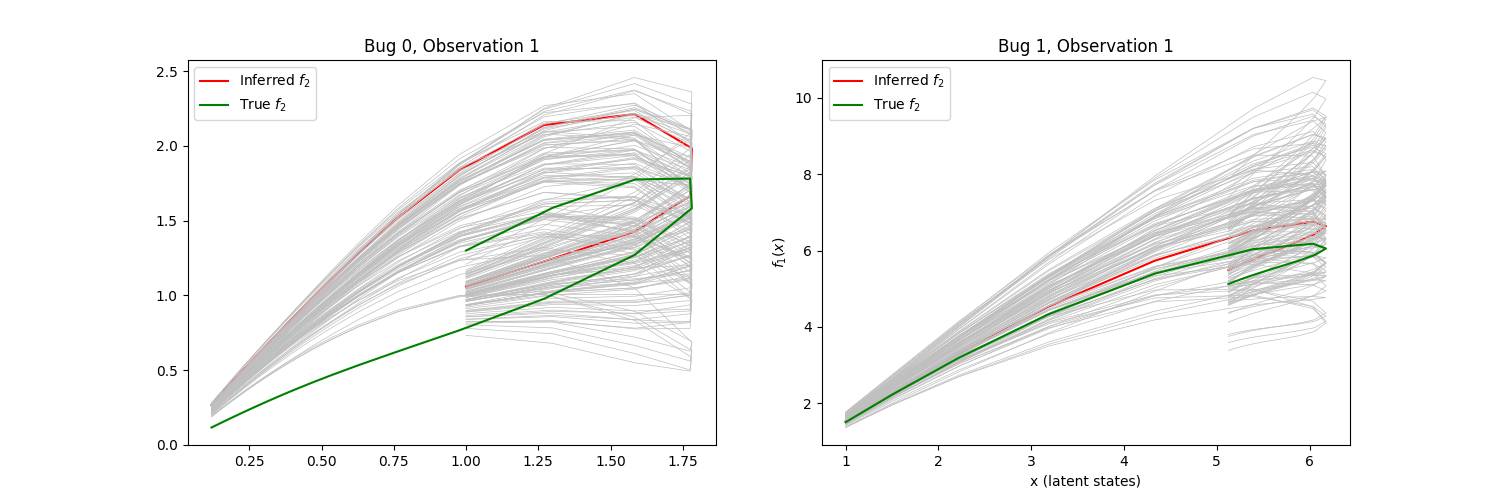 Bug 0, Observation 1
Inferred f₂
True f₂
2.5
2.0
1.5
1.0
0.5
0.0
0.25 0.50 0.75 1.00 1.25 1.50 1.75
Bug 1, Observation 1
Inferred f₂
True f₂
10
8
6
4
2
f₁(x)
1 2 3 4 5 6
x (latent states)